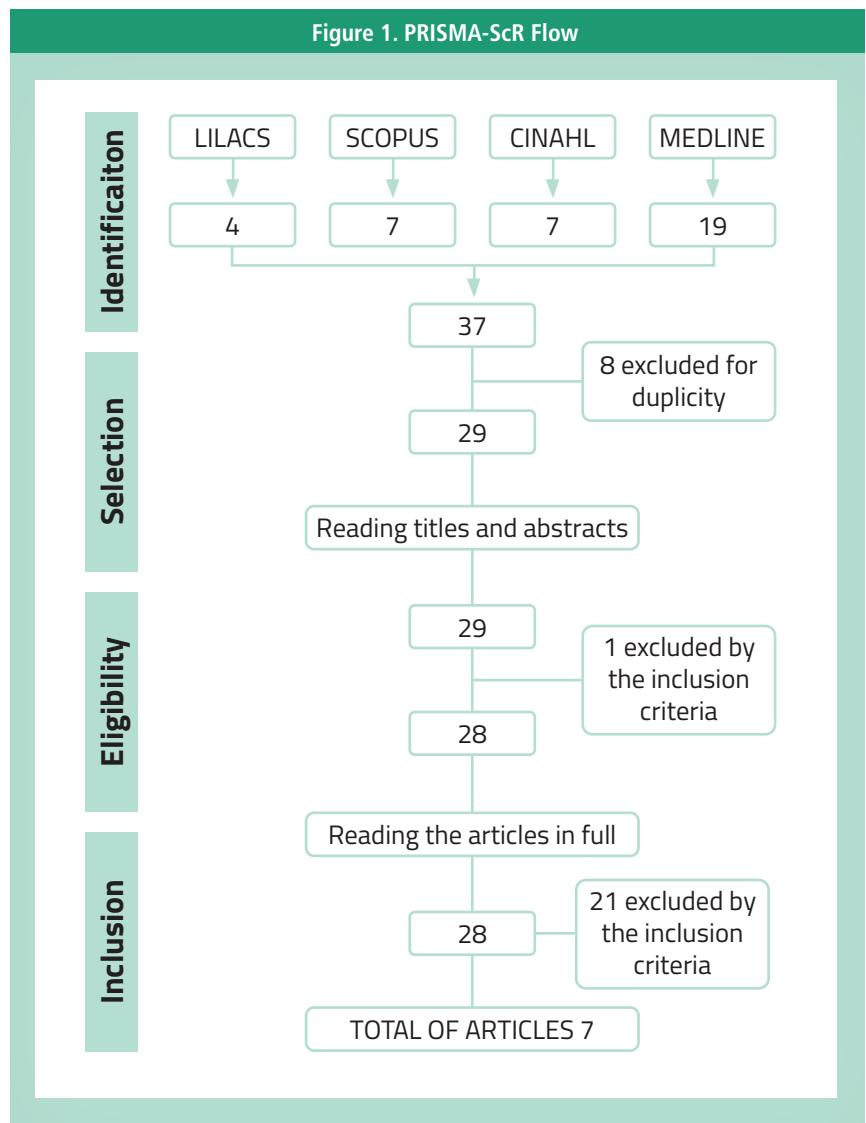 Figure 1. PRISMA-ScR Flow
Identificaiton
LILACS
SCOPUS
CINAHL
MEDLINE
4
7
7
19
37
8 excluded for
duplicity
Selection
29
Reading titles and abstracts
Eligibility
29
1 excluded by
the inclusion
criteria
28
Reading the articles in full
Inclusion
28
21 excluded by
the inclusion
criteria
TOTAL OF ARTICLES 7